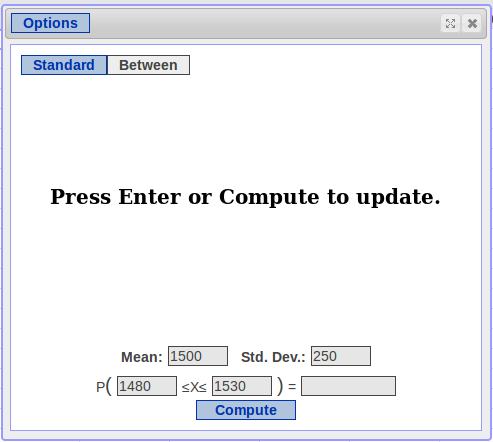 Options
Standard Between
Press Enter or Compute to update.
Mean: 1500 Std. Dev.: 250
P( 1480 ≤X≤ 1530 ) =
Compute